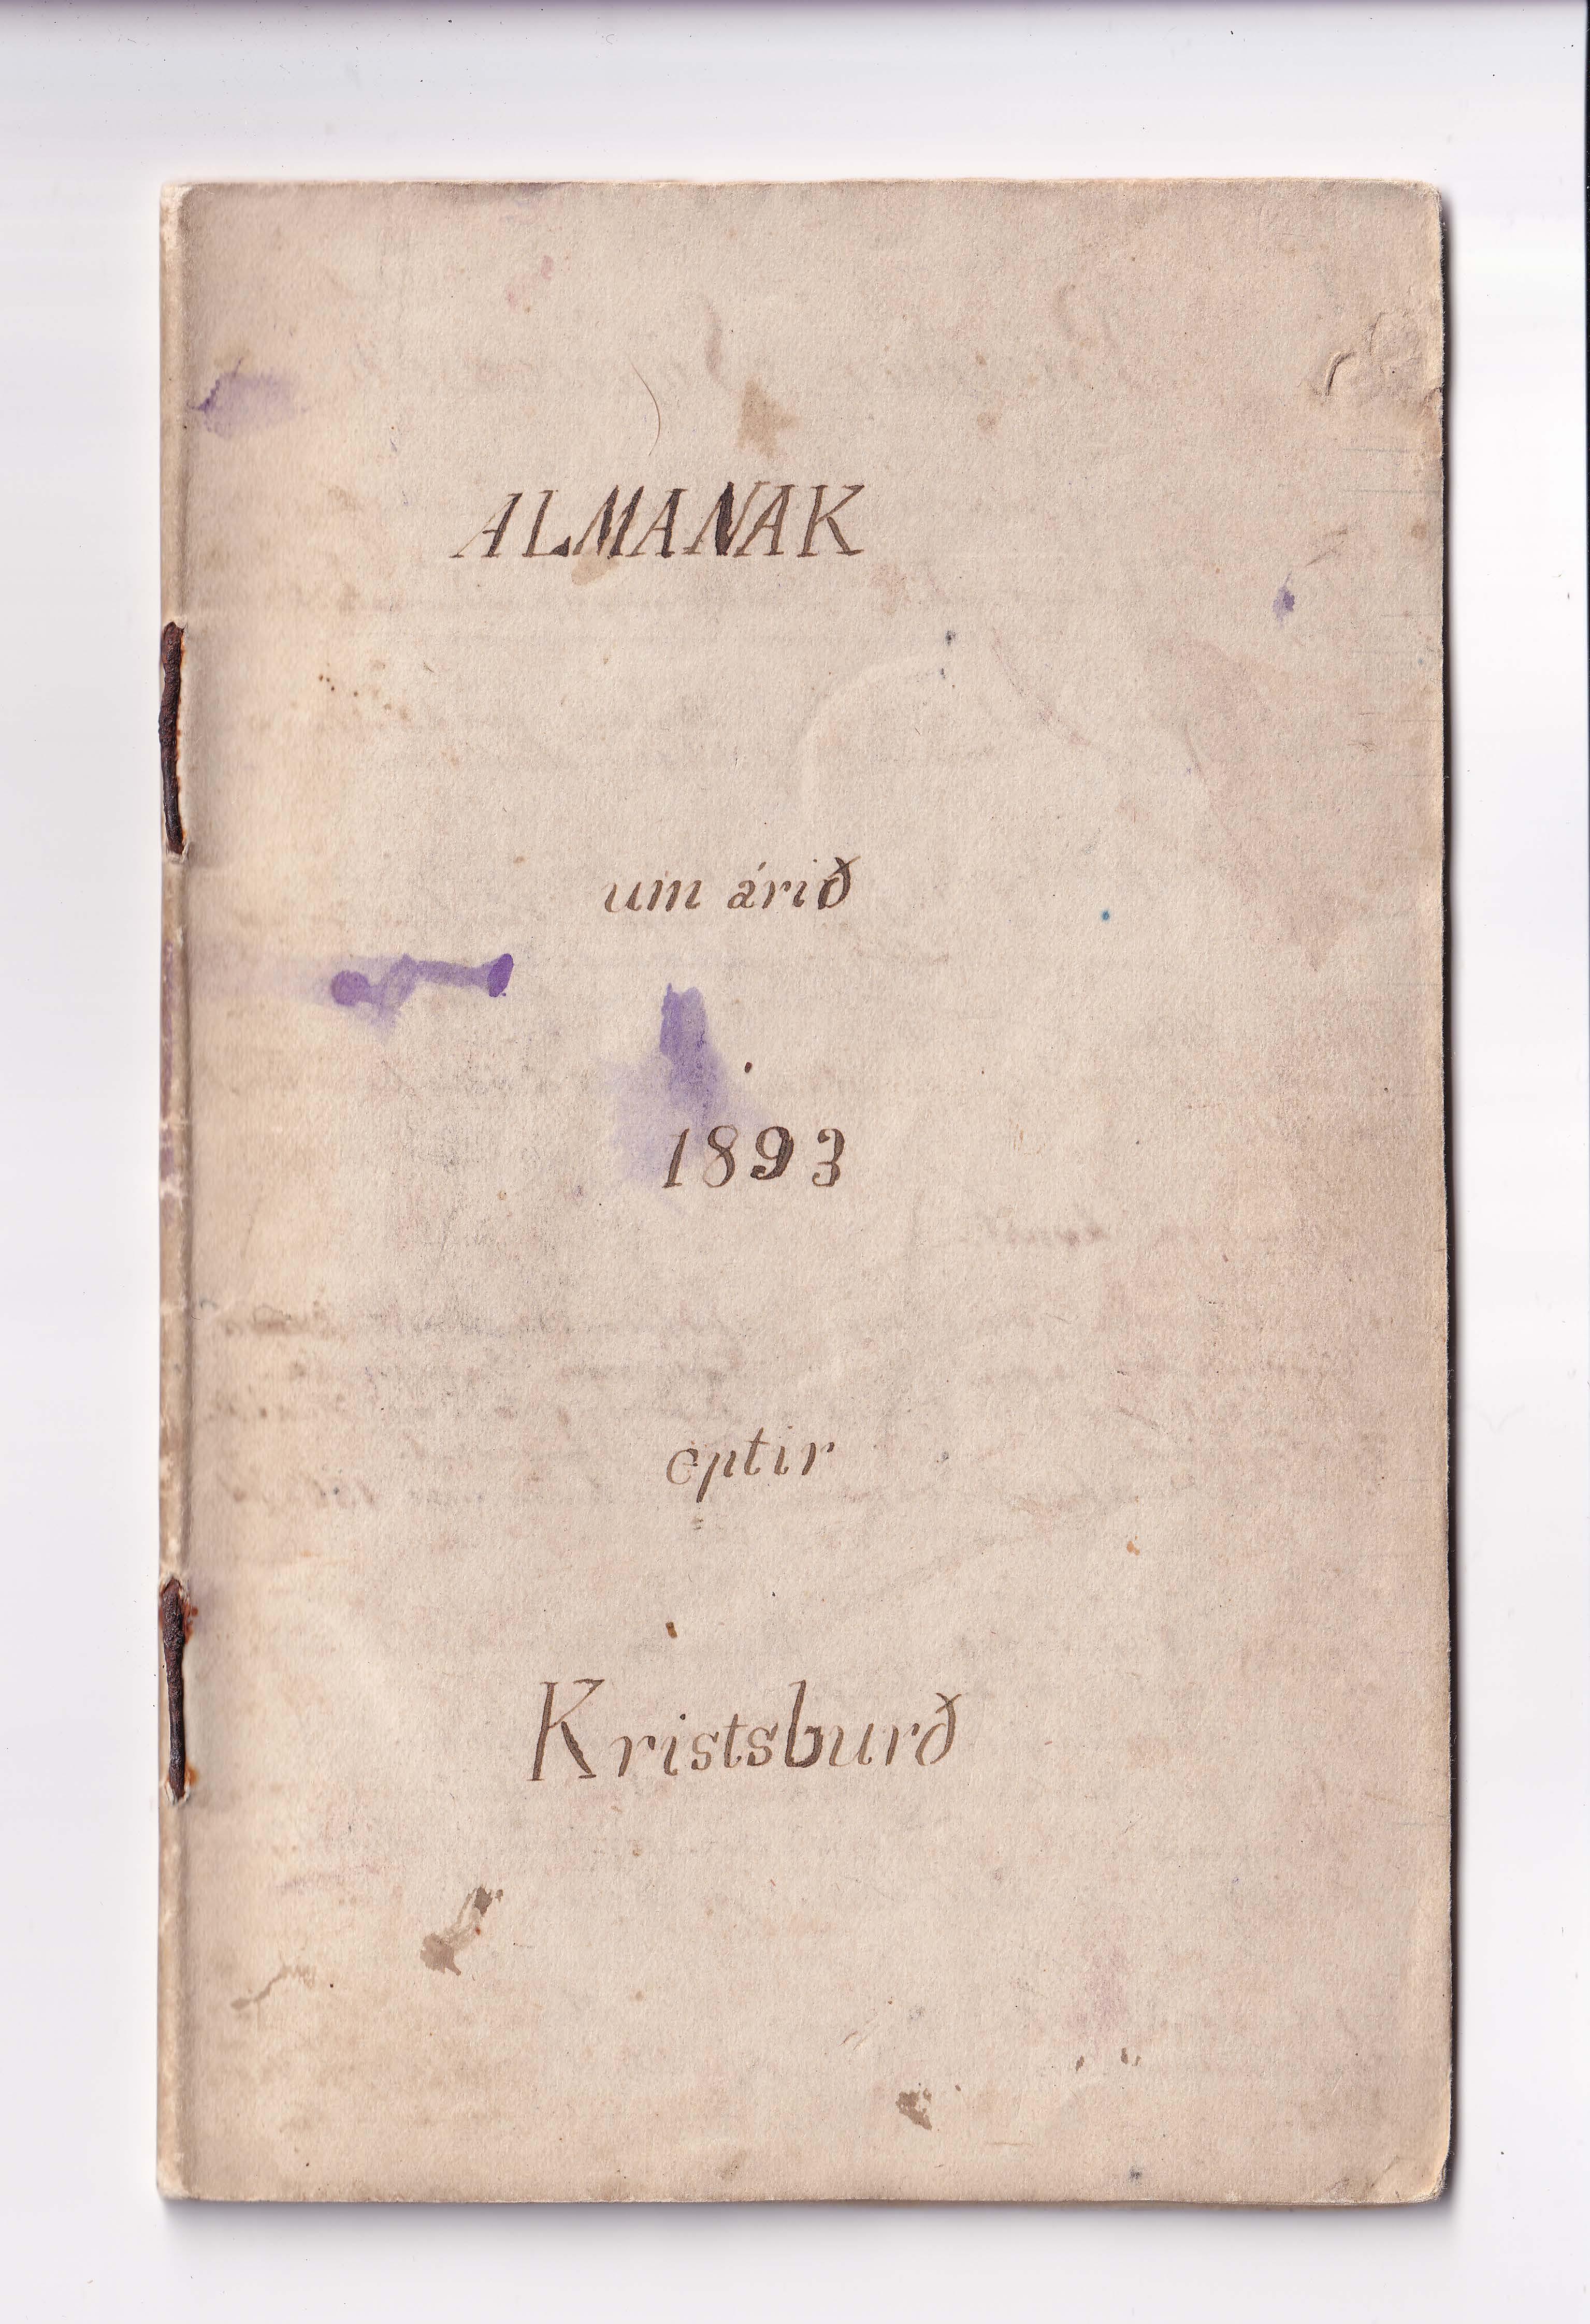 ALMANAK
um árið
1893
eptir
Kristsburð